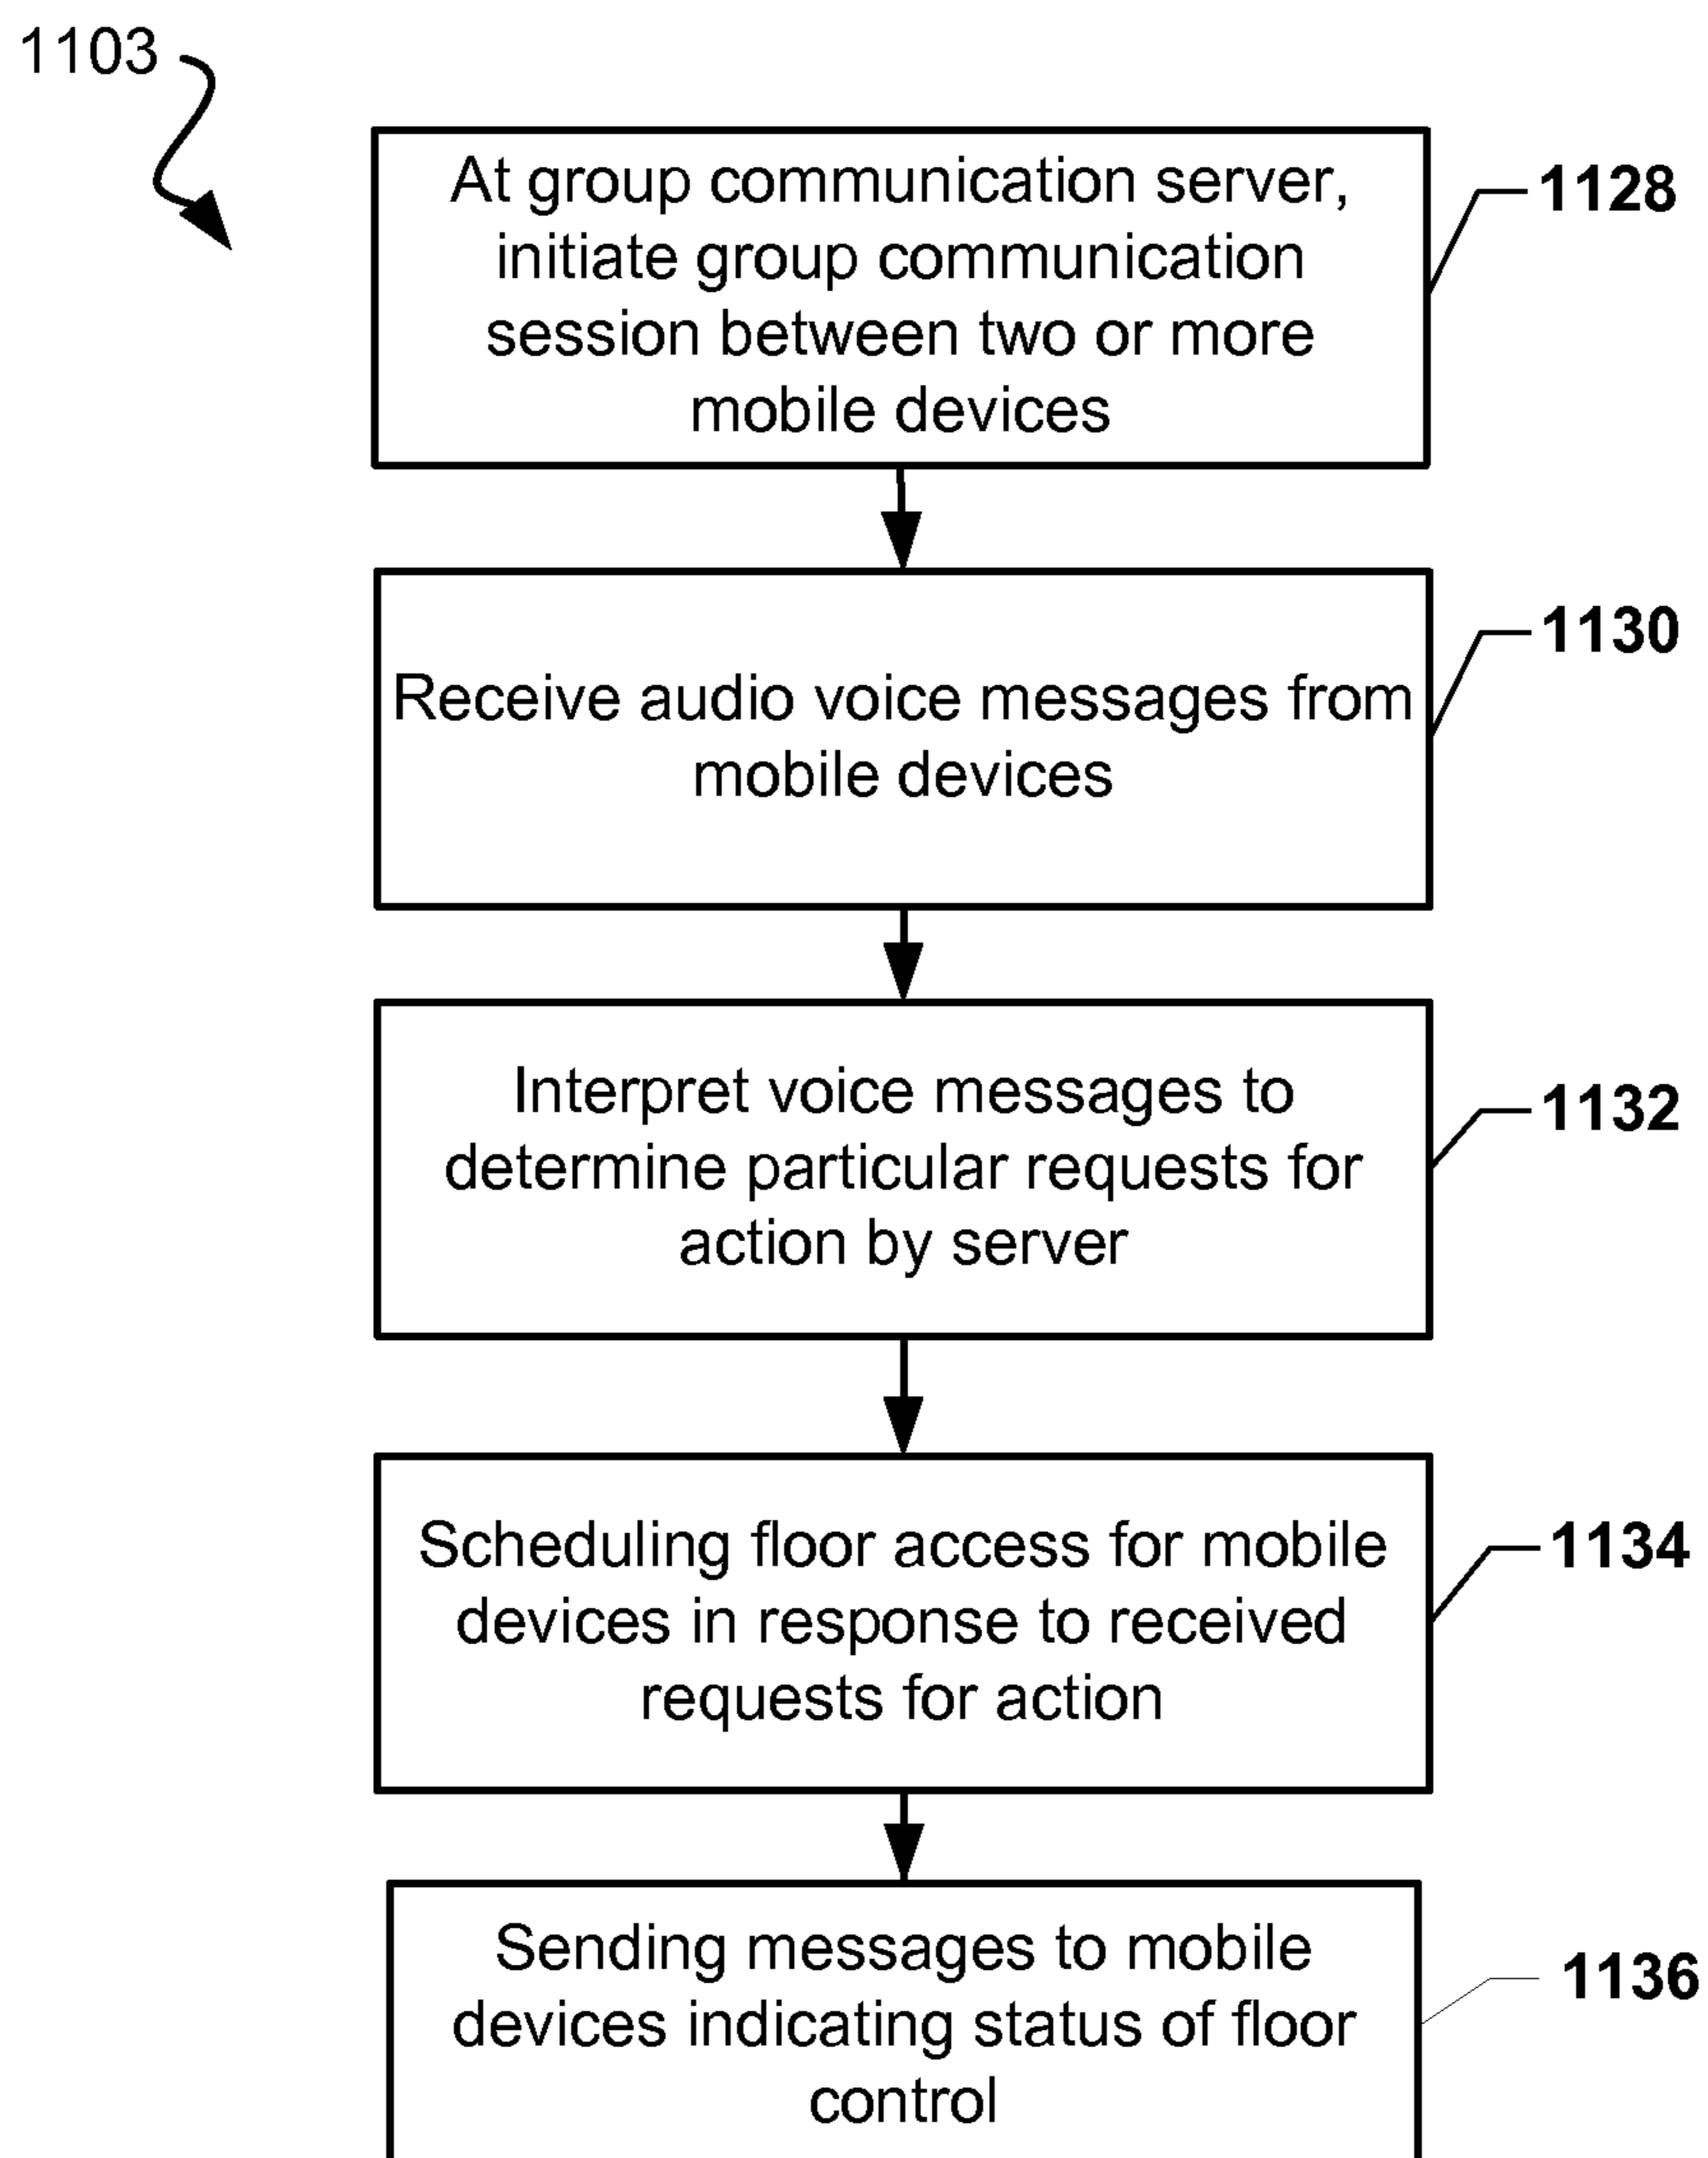 1103
At group communication server,
initiate group communication
session between two or more
mobile devices
1128
Receive audio voice messages from
mobile devices
1130
Interpret voice messages to
determine particular requests for
action by server
1132
Scheduling floor access for mobile
devices in response to received
requests for action
1134
Sending messages to mobile
devices indicating status of floor
control
1136